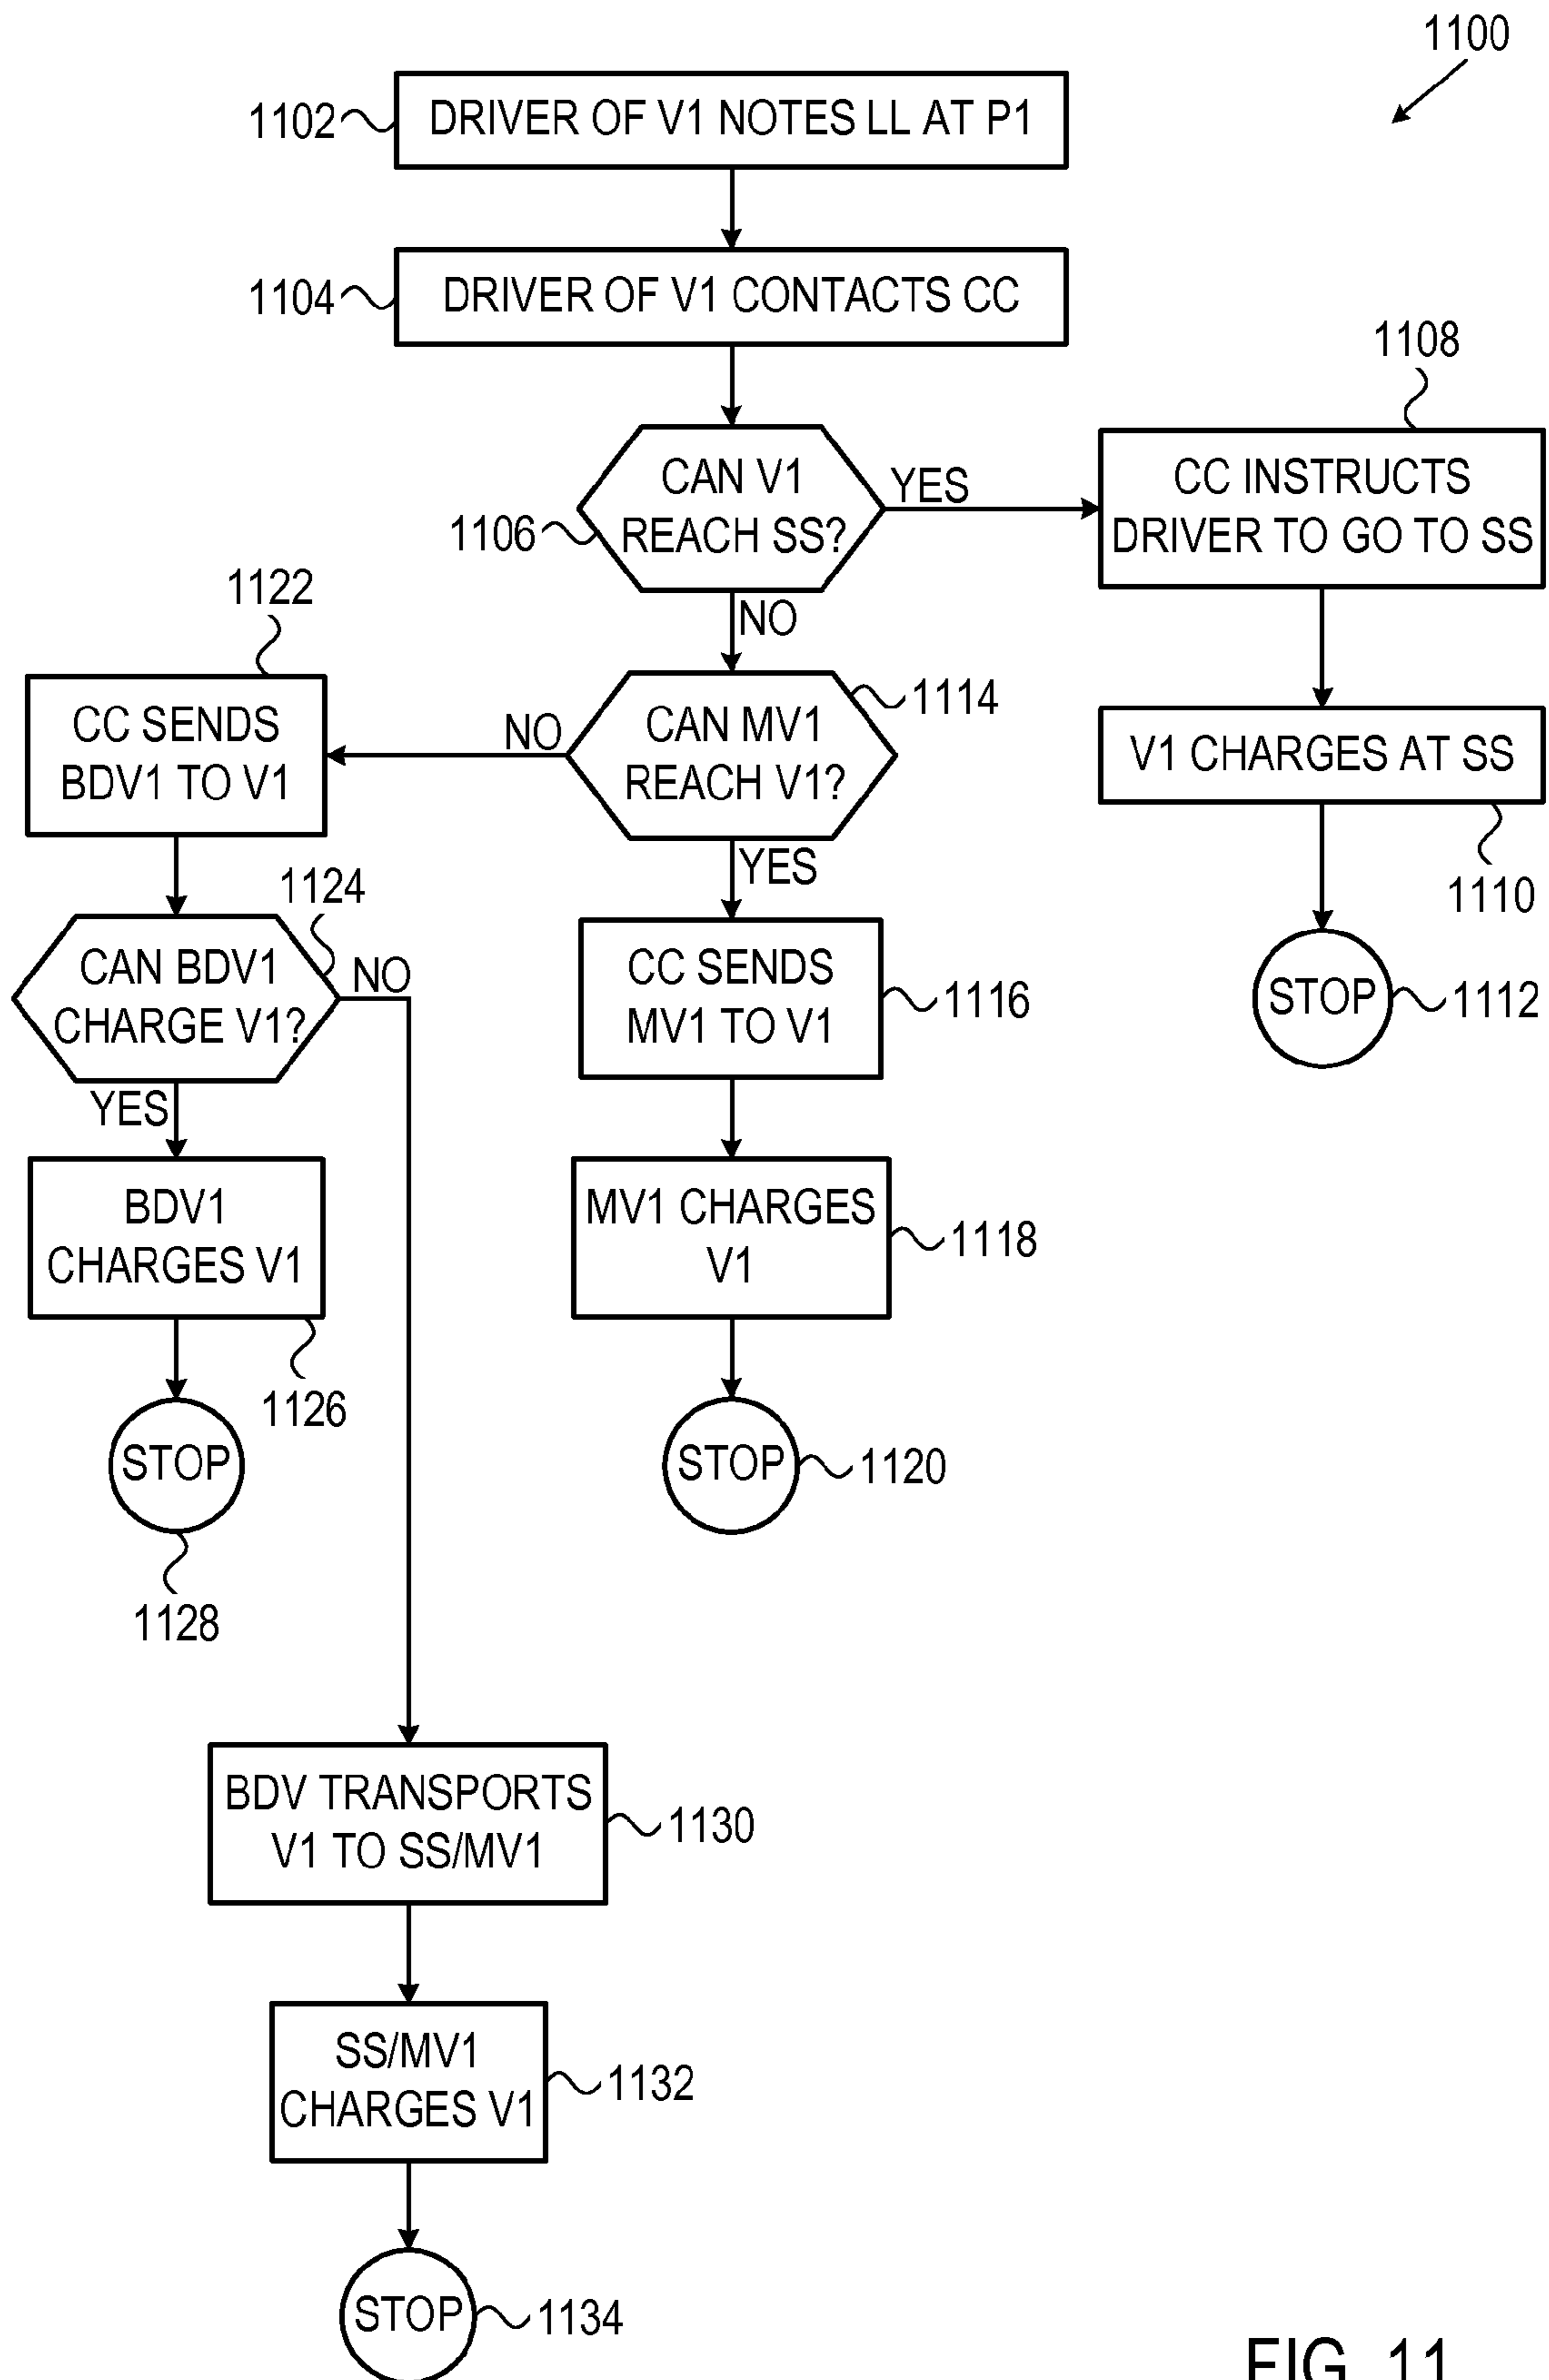 1100
1102
DRIVER OF V1 NOTES LL AT P1
1104
DRIVER OF V1 CONTACTS CC
1106
CAN V1
REACH SS?
YES
NO
1108
CC INSTRUCTS
DRIVER TO GO TO SS
V1 CHARGES AT SS
1110
STOP
1112
1114
CAN MV1
REACH V1?
NO
YES
1122
CC SENDS
BDV1 TO V1
1124
CAN BDV1
CHARGE V1?
NO
YES
CC SENDS
MV1 TO V1
1116
BDV1
CHARGES V1
1126
MV1 CHARGES
V1
1118
STOP
1128
STOP
1120
BDV TRANSPORTS
V1 TO SS/MV1
1130
SS/MV1
CHARGES V1
1132
STOP
1134
FIG. 11